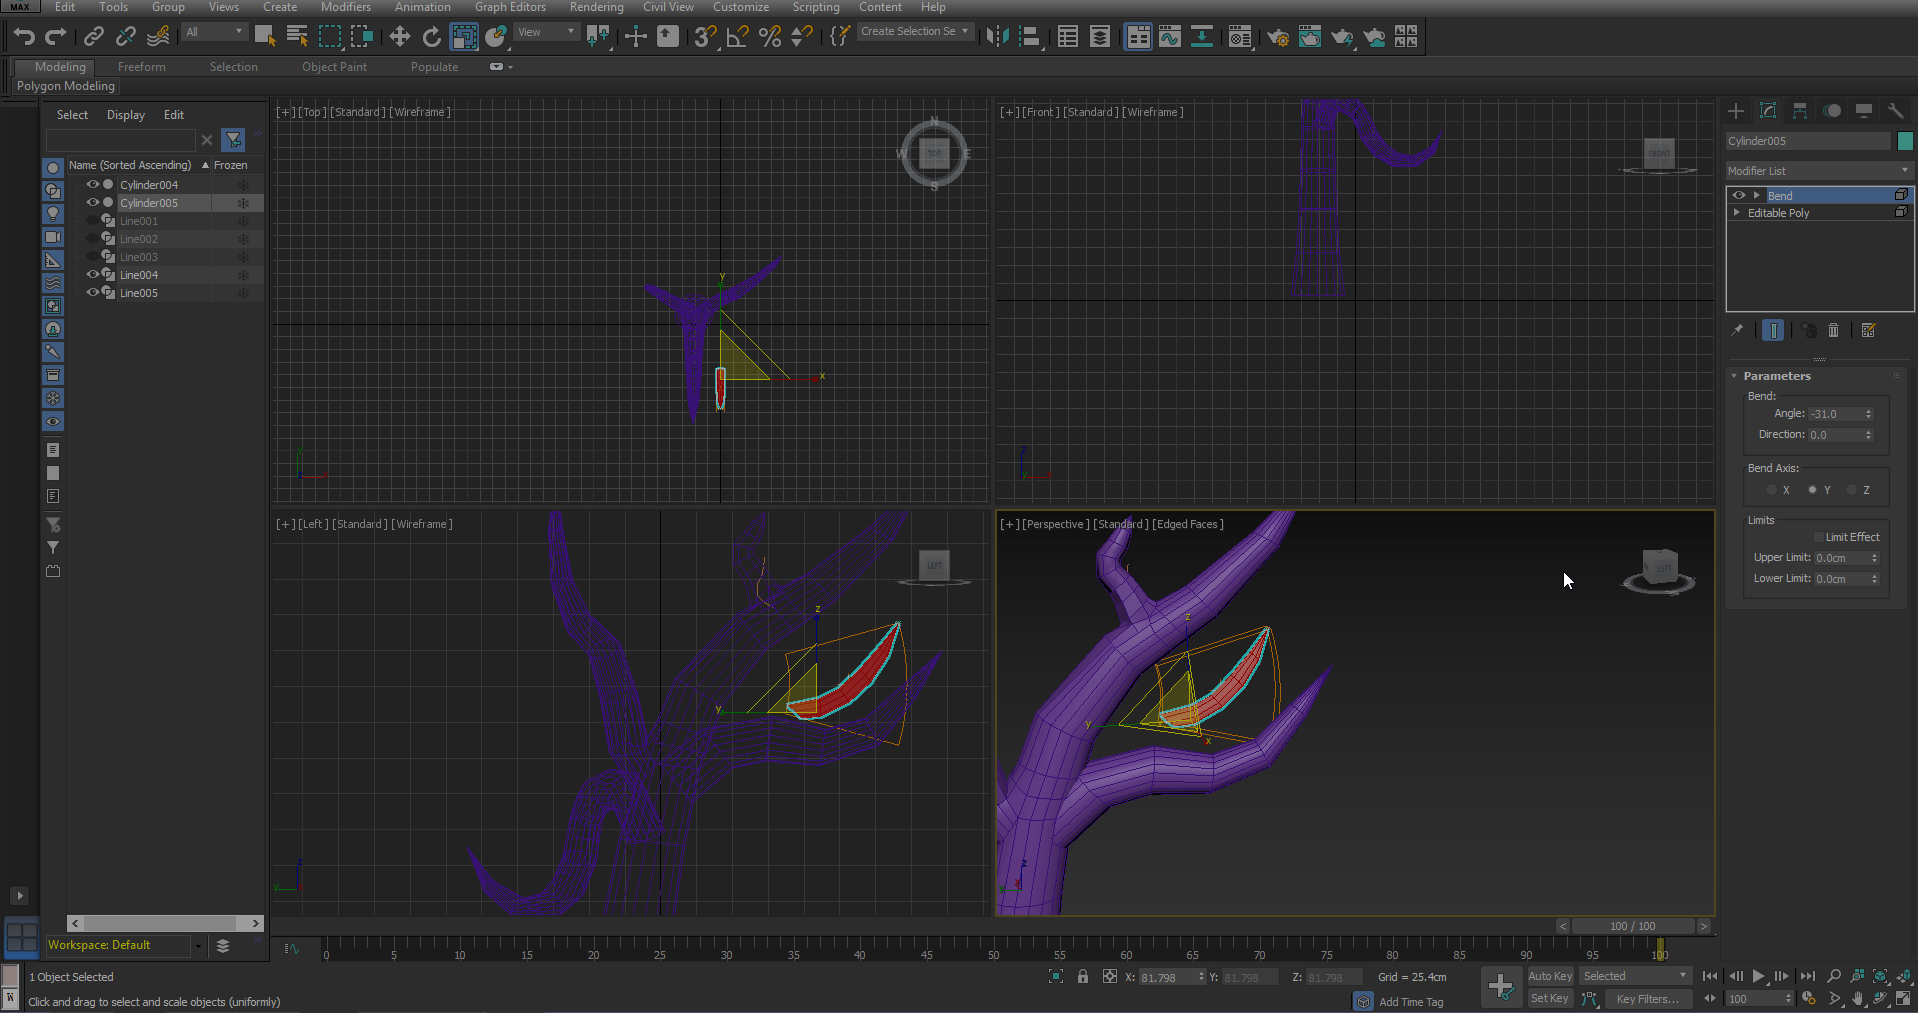 MAX Edit Tools Group Views Create Modifiers Animation Graph Editors Rendering Civil View Customize Scripting Content Help
All View 3 Create Selection Se
Modeling Freeform Selection Object Paint Populate
Polygon Modeling
Select Display Edit
Name (Sorted Ascending) Frozen
Cylinder004
Cylinder005
Line001
Line002
Line003
Line004
Line005
[+] [Top] [Standard] [Wireframe]
N
W TOP E
S
y
x
y
z x
[+] [Front] [Standard] [Wireframe]
FRONT
z
y x
[+] [Left] [Standard] [Wireframe]
LEFT
z
y
z
y x
[+] [Perspective] [Standard] [Edged Faces]
LEFT
z
y
x
z
x
y
Cylinder005
Modifier List
Bend
Editable Poly
Parameters
Bend:
Angle: -31.0
Direction: 0.0
Bend Axis:
X Y Z
Limits
Limit Effect
Upper Limit: 0.0cm
Lower Limit: 0.0cm
< 100 / 100 >
Workspace: Default
0 5 10 15 20 25 30 35 40 45 50 55 60 65 70 75 80 85 90 95 100
1 Object Selected
X: 81.798 Y: 81.798 Z: 81.798 Grid = 25.4cm
Auto Key Selected
Click and drag to select and scale objects (uniformly)
Add Time Tag
Set Key Key Filters... 100